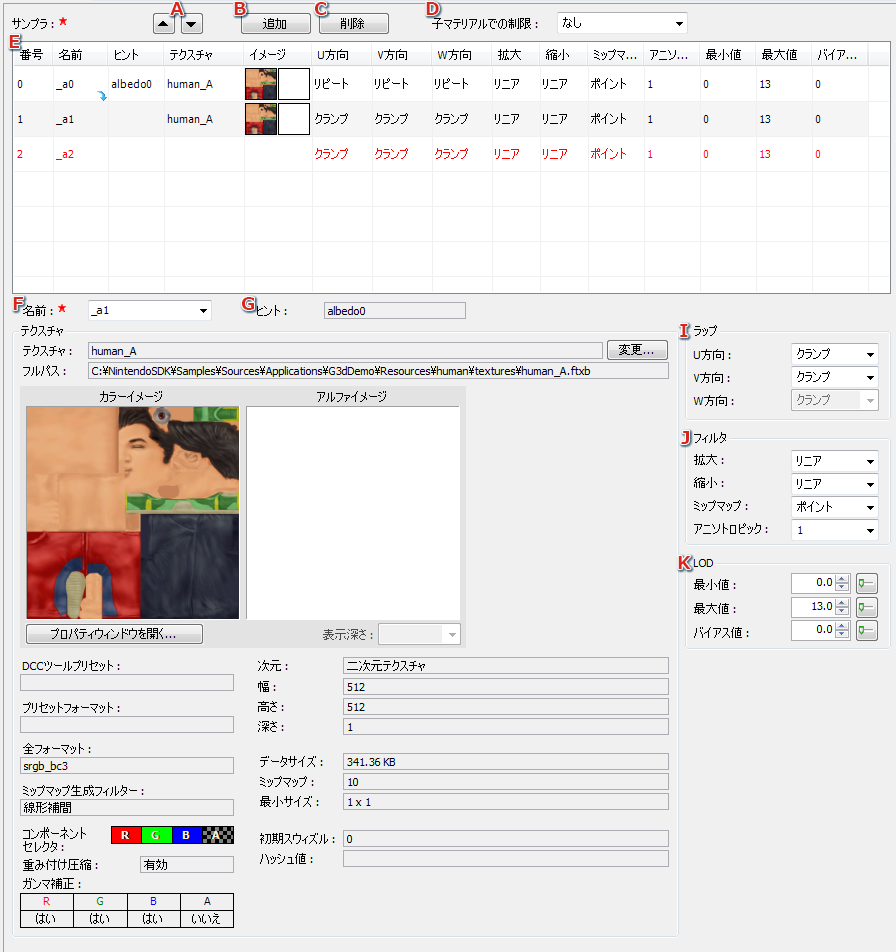 サンプラ：★ A B 追加 C 削除 D 子マテリアルでの制限： なし
E
番号 名前 ヒント テクスチャ イメージ U方向 V方向 W方向 拡大 縮小 ミップマ... アニソ... 最小値 最大値 バイア...
0 _a0 albedo0 human_A リピート リピート リピート リニア リニア ポイント 1 0 13 0
1 _a1 human_A クランプ クランプ クランプ リニア リニア ポイント 1 0 13 0
2 _a2 クランプ クランプ クランプ リニア リニア ポイント 1 0 13 0
F 名前：★ _a1 G ヒント： albedo0
テクスチャ
テクスチャ： human_A 変更...
フルパス： C:¥NintendoSDK¥Samples¥Sources¥Applications¥G3dDemo¥Resources¥human¥textures¥human_A.ftxb
カラーイメージ アルファイメージ
プロパティウィンドウを開く... 表示深さ：
DCCツールプリセット：
プリセットフォーマット：
全フォーマット：
srgb_bc3
ミップマップ生成フィルター：
線形補間
コンポーネント
セレクタ： R G B A
重み付け圧縮： 有効
ガンマ補正：
R G B A
はい はい はい いいえ
次元： 二次元テクスチャ
幅： 512
高さ： 512
深さ： 1
データサイズ： 341.36 KB
ミップマップ： 10
最小サイズ： 1 x 1
初期スウィズル： 0
ハッシュ値：
I ラップ
U方向： クランプ
V方向： クランプ
W方向： クランプ
J フィルタ
拡大： リニア
縮小： リニア
ミップマップ： ポイント
アニソトロピック： 1
K LOD
最小値： 0.0
最大値： 13.0
バイアス値： 0.0